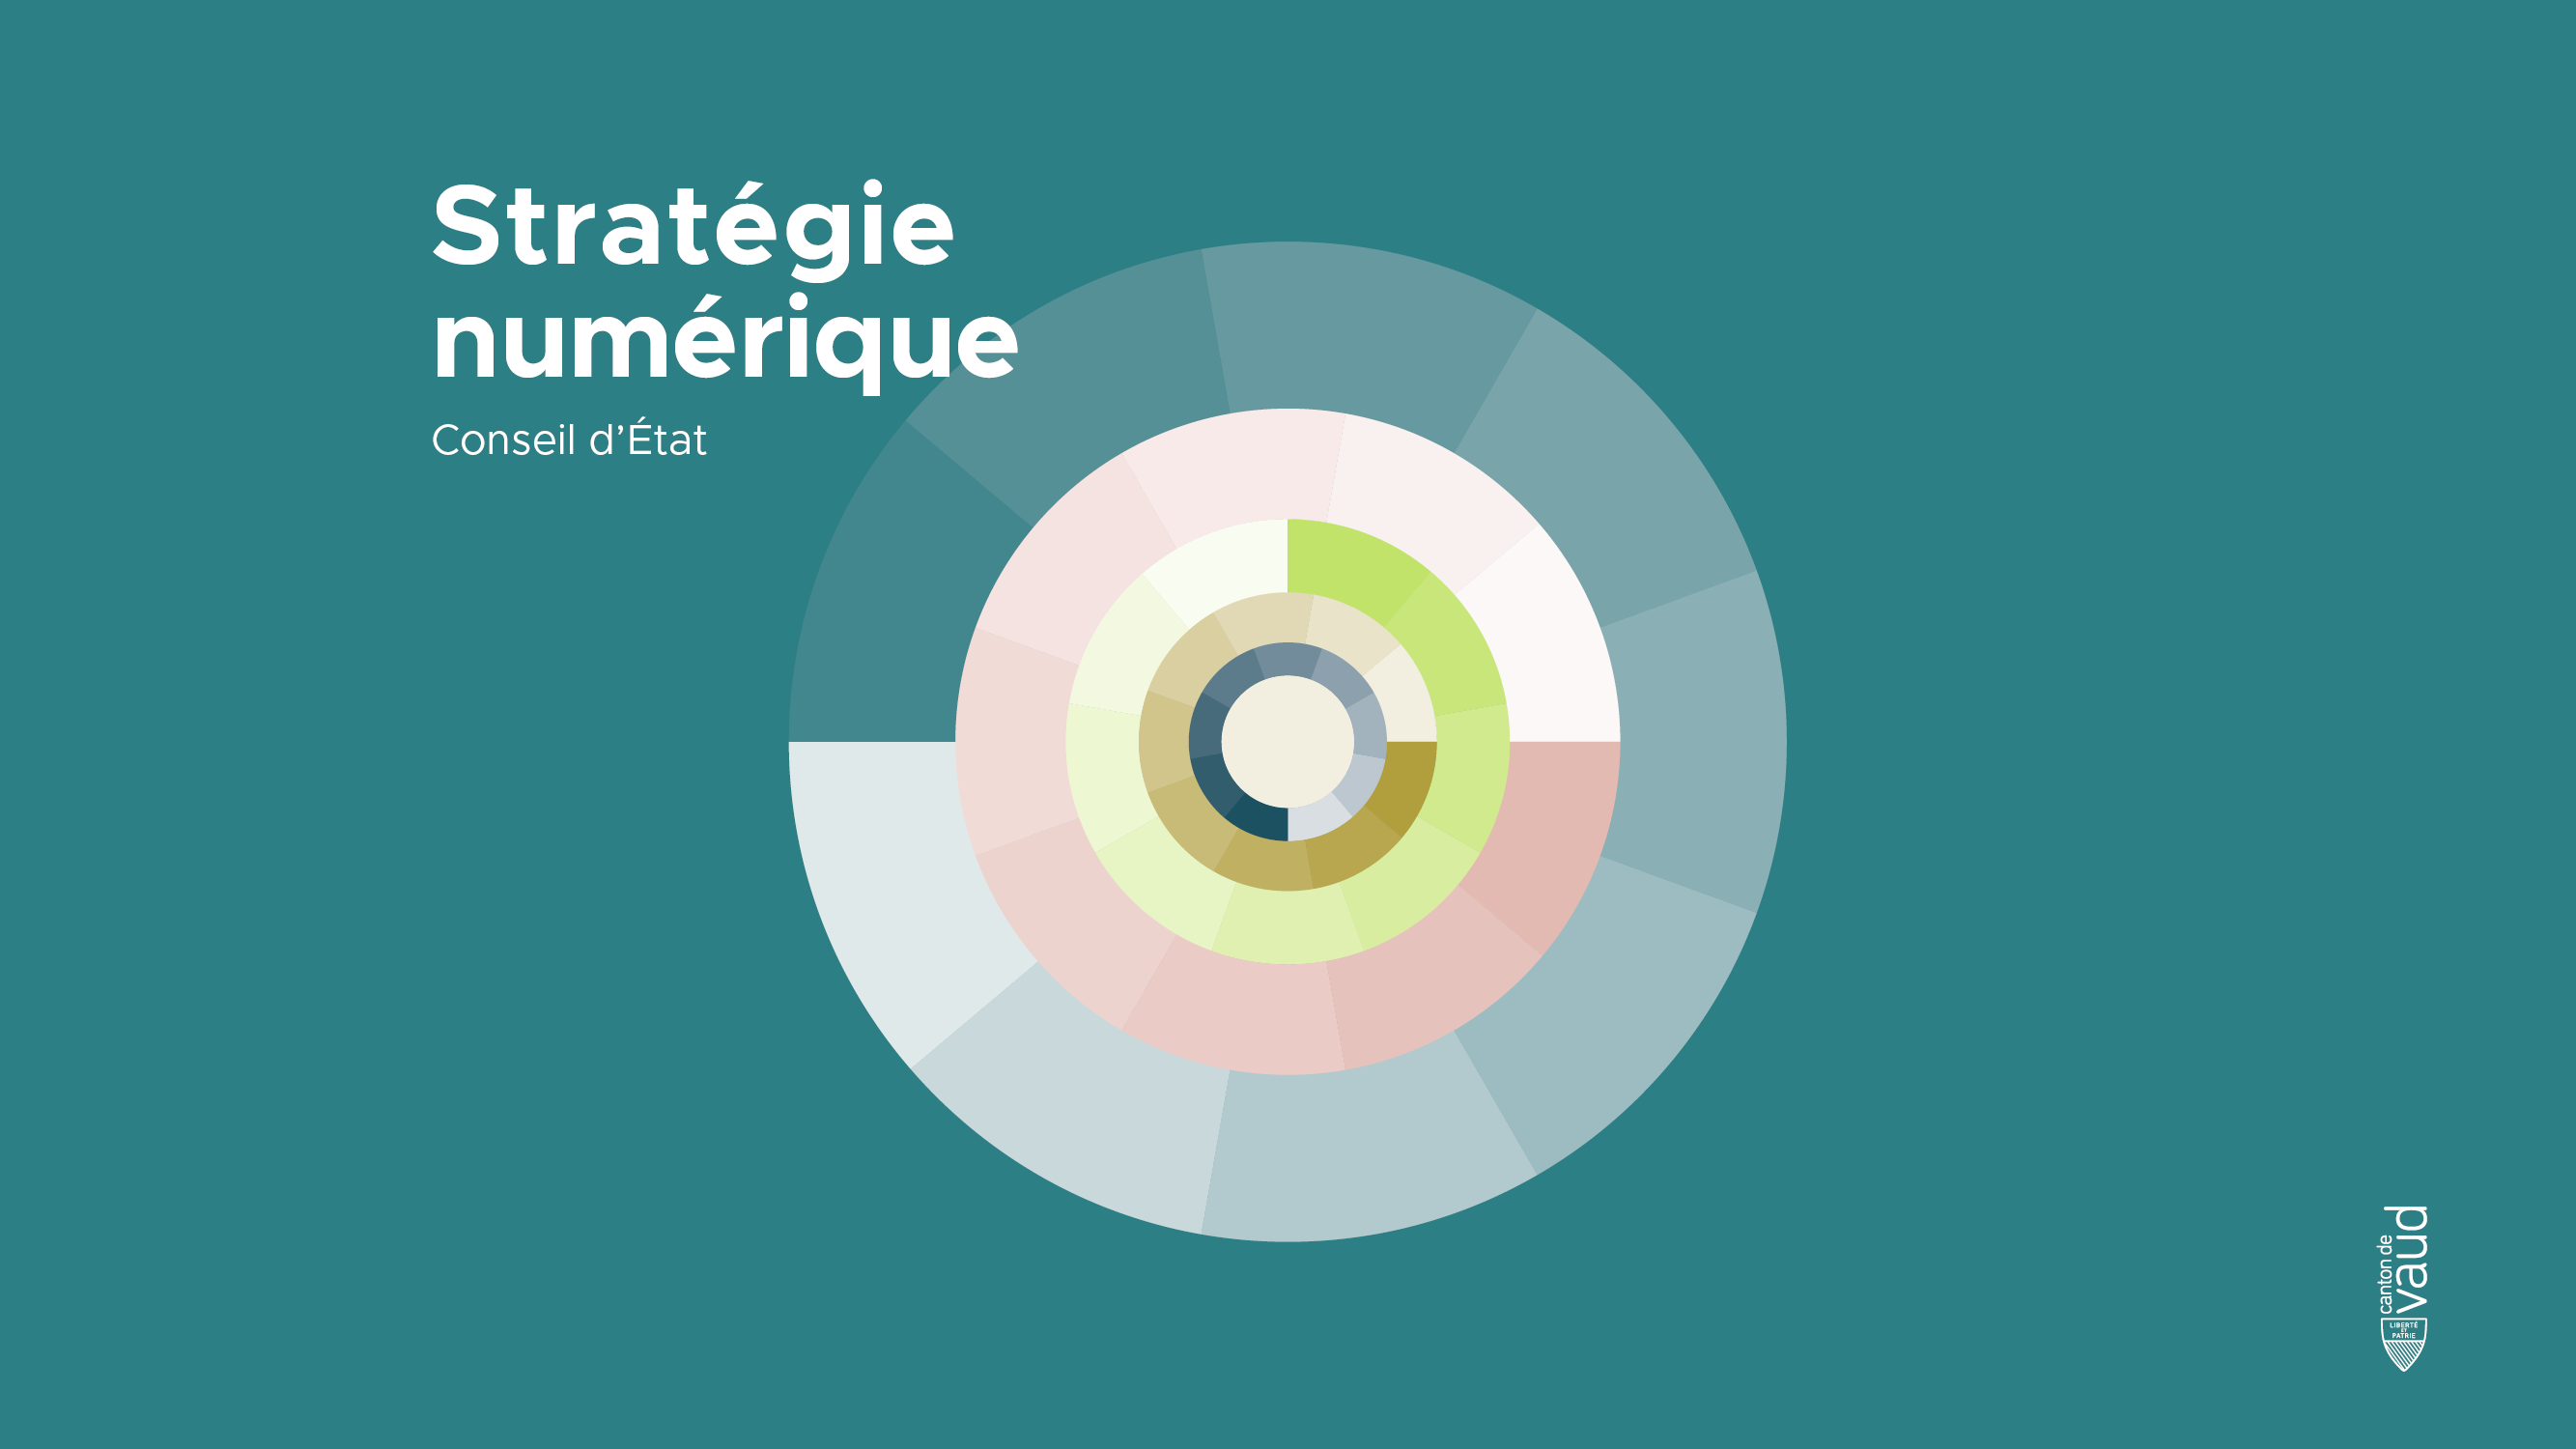 Stratégie
numérique
Conseil d’État
canton de
vaud
LIBERTÉ
ET
PATRIE